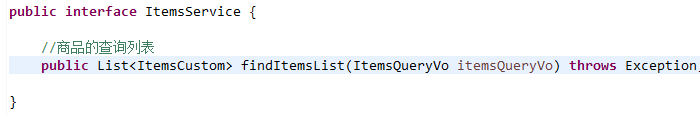 public interface ItemsService {
//商品的查询列表
public List<ItemsCustom> findItemsList(ItemsQueryVo itemsQueryVo) throws Exception
}